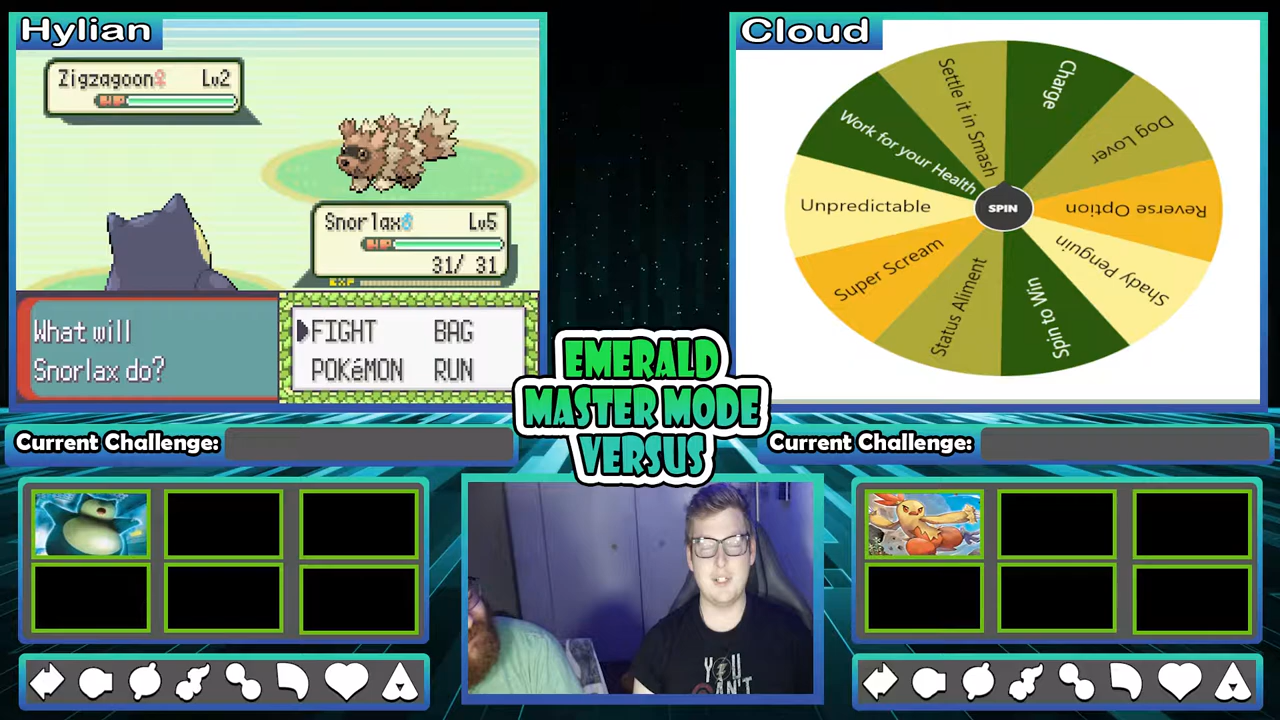 Hylian
Zigzagoon♀ Lv2
Snorlax♂ Lv5
31/ 31
What will
Snorlax do?
FIGHT BAG
POKéMON RUN
Cloud
Charge
Dog Lover
Reverse Option
Shady Penguin
Spin to Win
Status Aliment
Super Scream
Unpredictable
Work for your Health
Settle it in Smash
SPIN
EMERALD
MASTER MODE
VERSUS
Current Challenge:
Current Challenge:
YOU
CAN'T